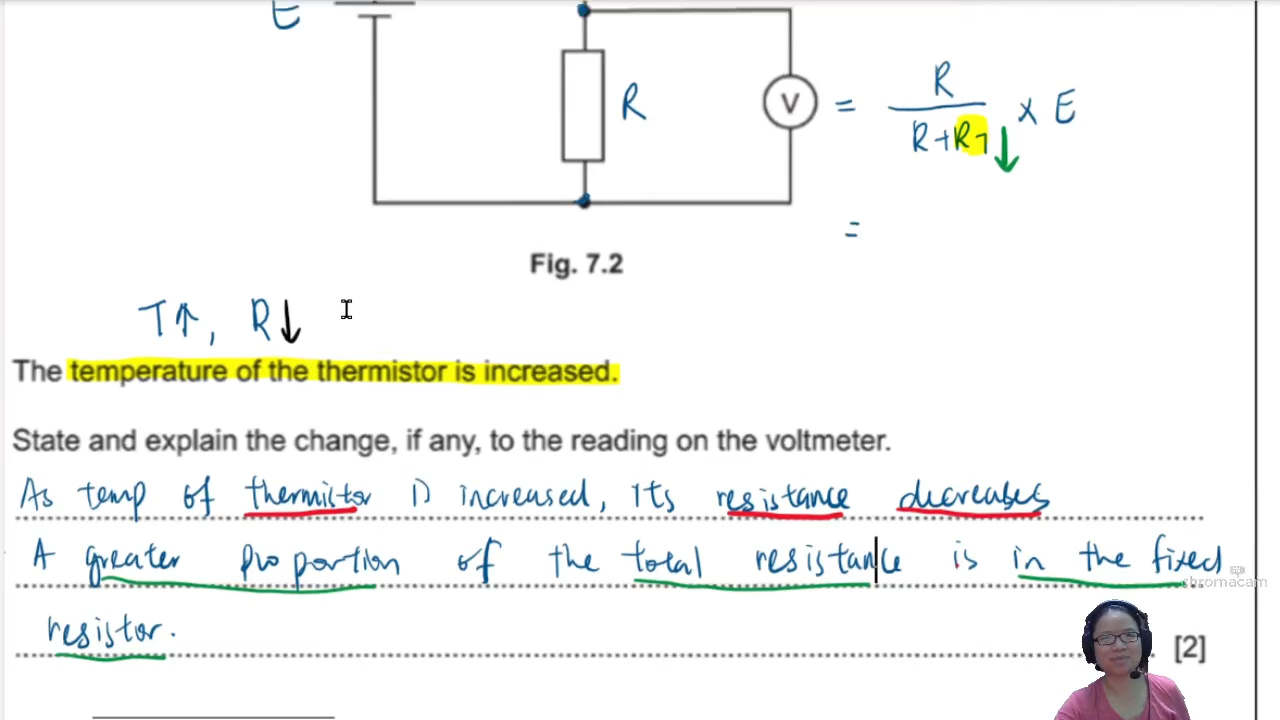 E
R
V = R / R+RT ↓ × E
=
Fig. 7.2
T↑, R↓
The temperature of the thermistor is increased.
State and explain the change, if any, to the reading on the voltmeter.
As temp of thermistor is increased, its resistance decreases
A greater proportion of the total resistance is in the fixed
chromacam
resistor.
[2]